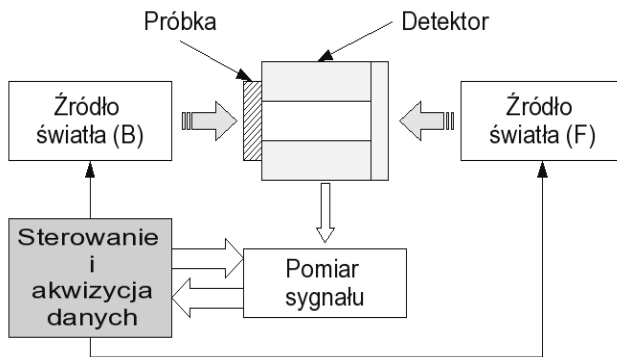 Próbka
Detektor
Źródło
światła (B)
Źródło
światła (F)
Sterowanie
i
akwizycja
danych
Pomiar
sygnału